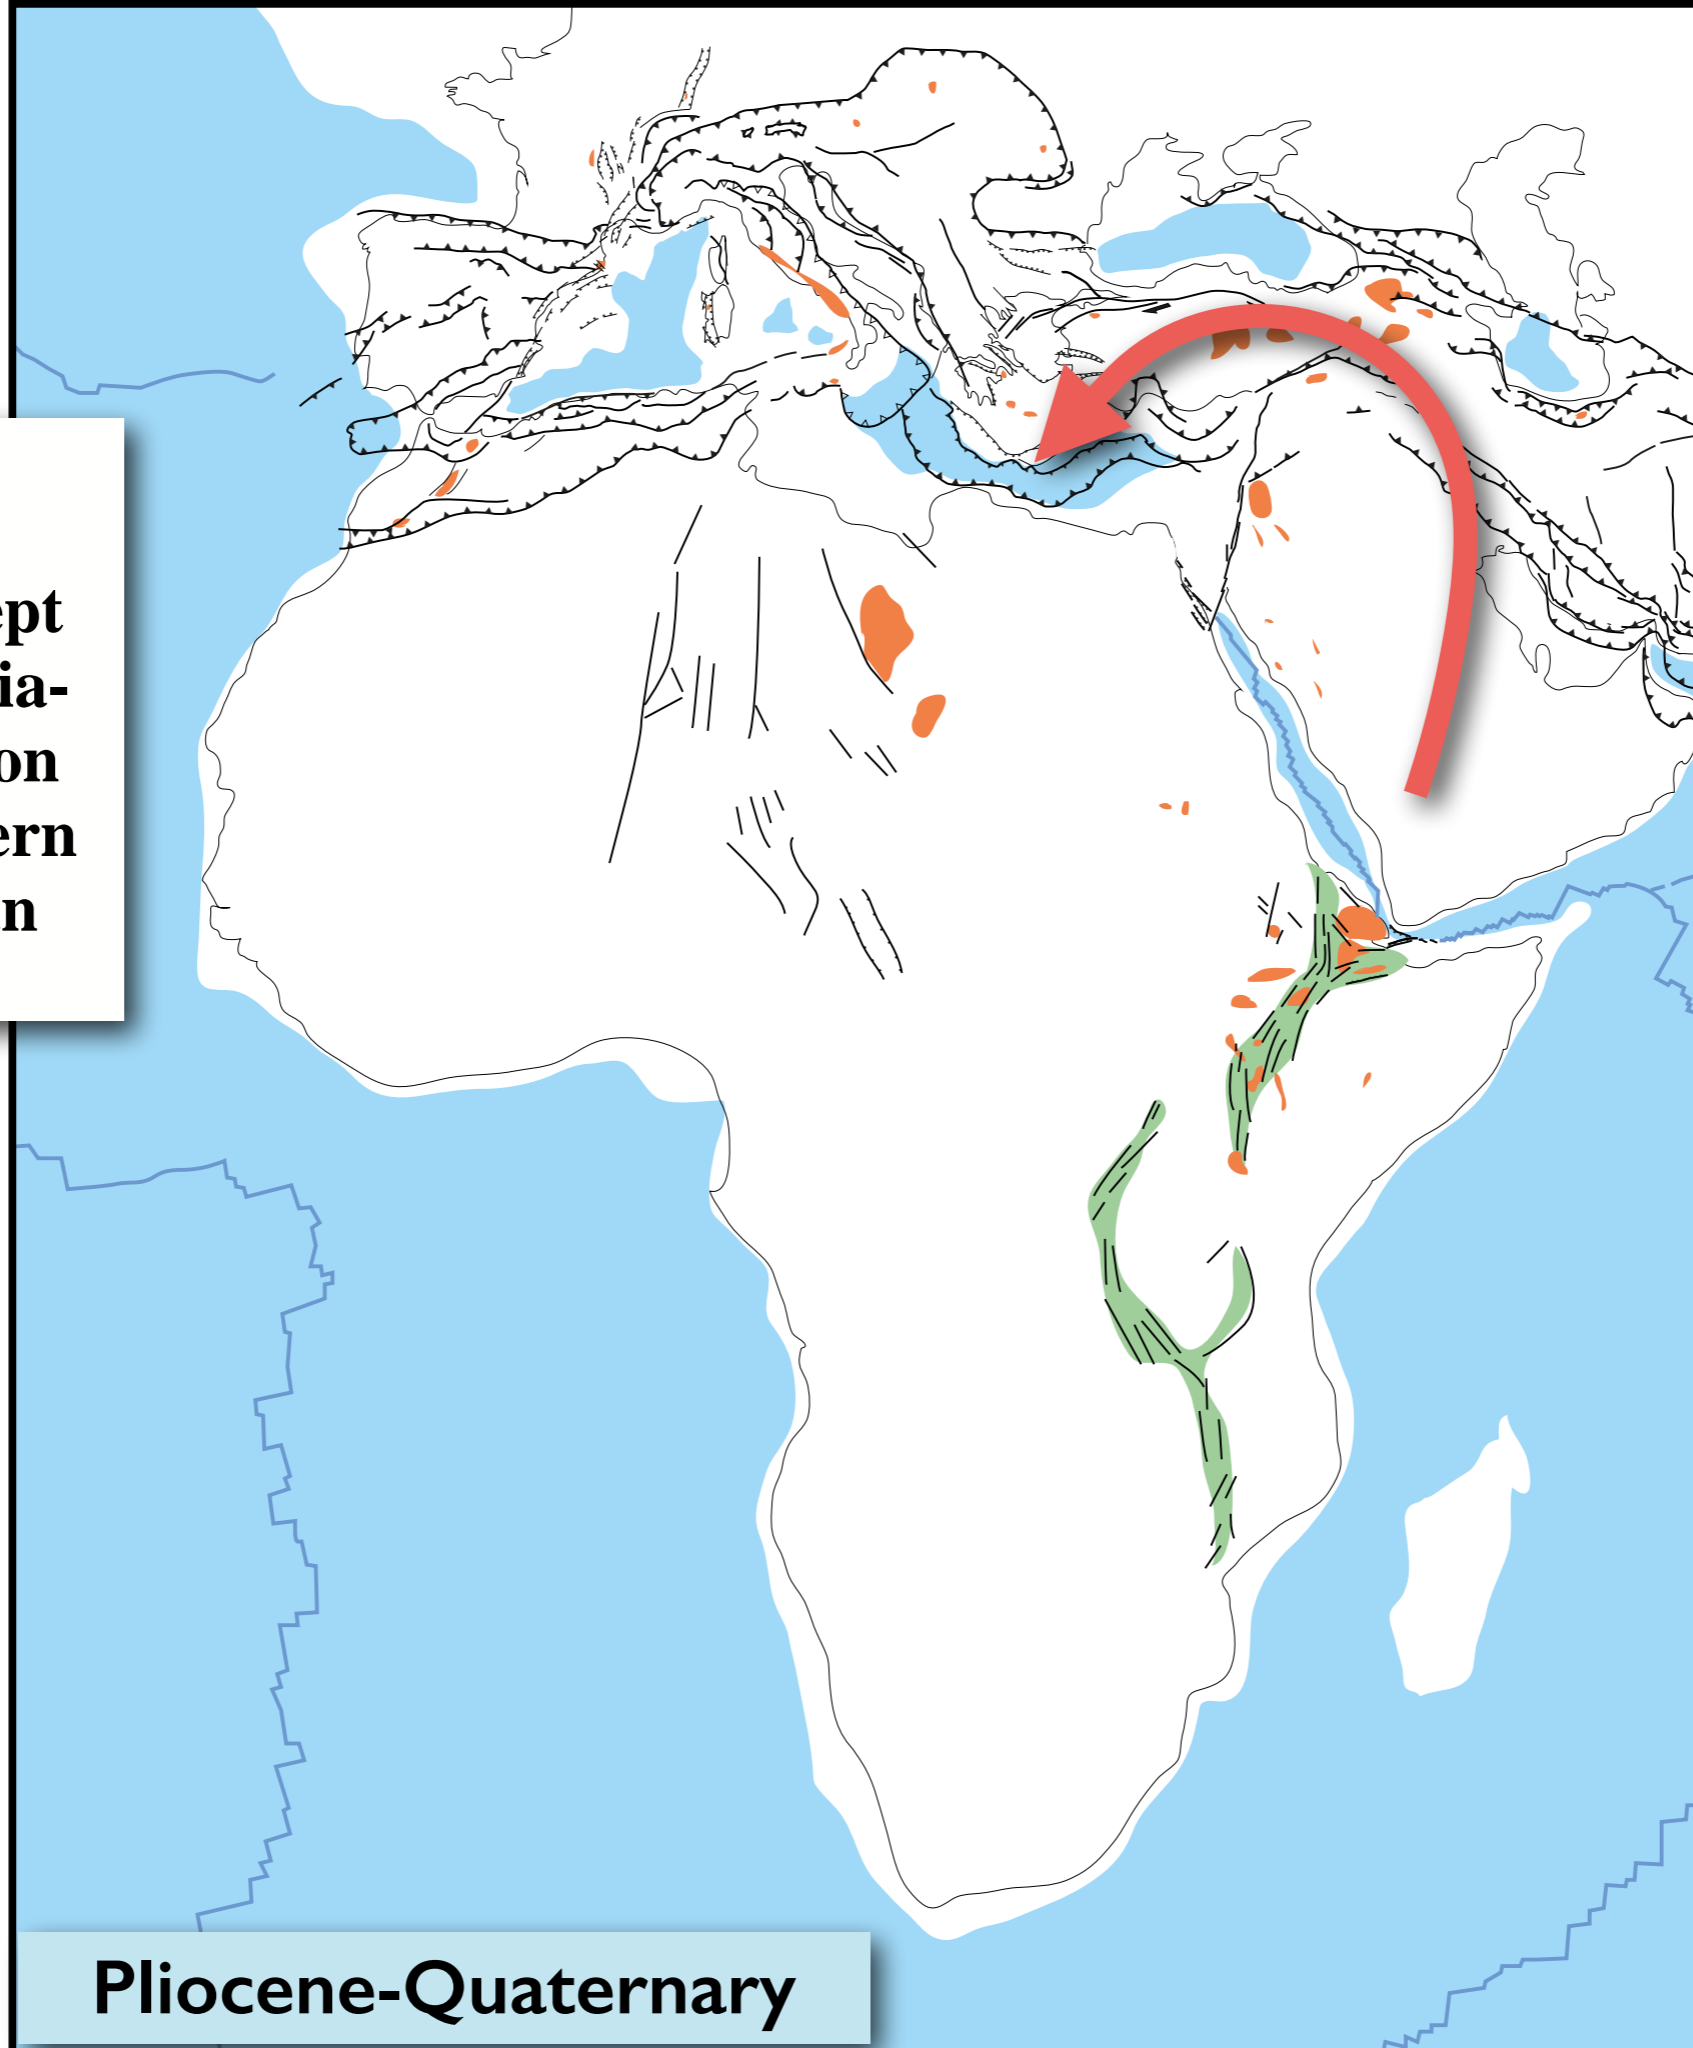 ept
ia-
on
ern
n
Pliocene-Quaternary